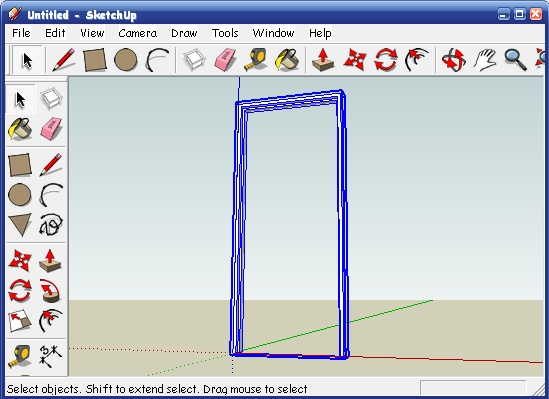 Untitled - SketchUp
File Edit View Camera Draw Tools Window Help
Select objects. Shift to extend select. Drag mouse to select